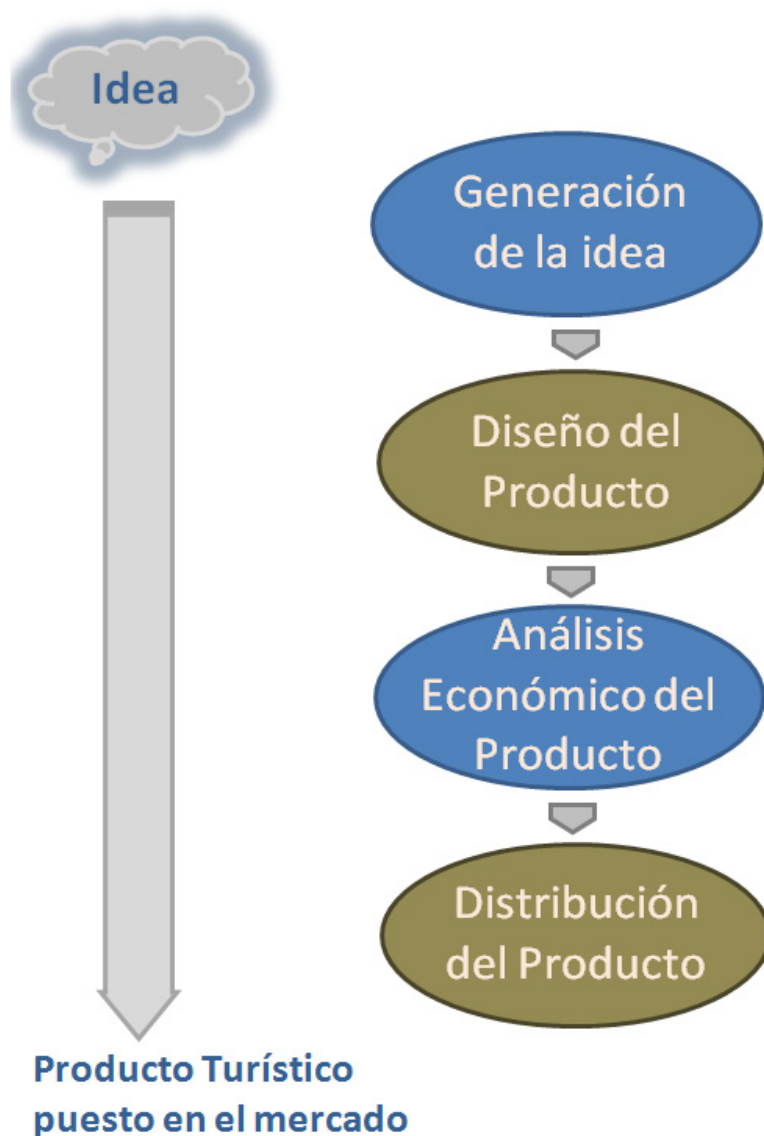 Idea
Generación
de la idea
Diseño del
Producto
Análisis
Económico del
Producto
Distribución
del Producto
Producto Turístico
puesto en el mercado